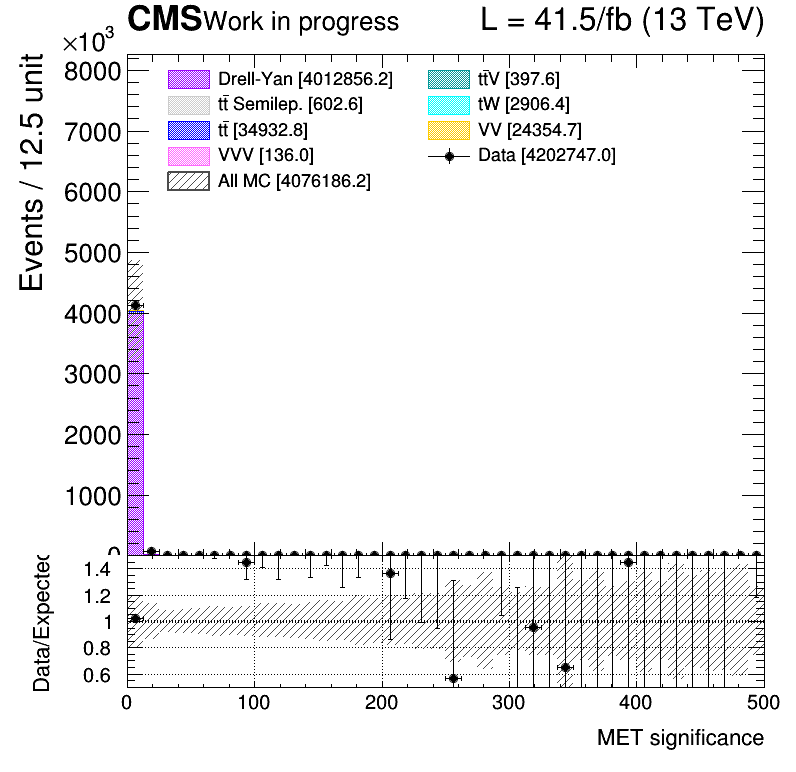 CMS Work in progress L = 41.5/fb (13 TeV)
×10³
Events / 12.5 unit
8000
7000
6000
5000
4000
3000
2000
1000
0
Drell-Yan [4012856.2]
tt̄ Semilep. [602.6]
tt̄ [34932.8]
VVV [136.0]
All MC [4076186.2]
tt̄V [397.6]
tW [2906.4]
VV [24354.7]
Data [4202747.0]
Data/Expected
1.4
1.2
1
0.8
0.6
0 100 200 300 400 500
MET significance